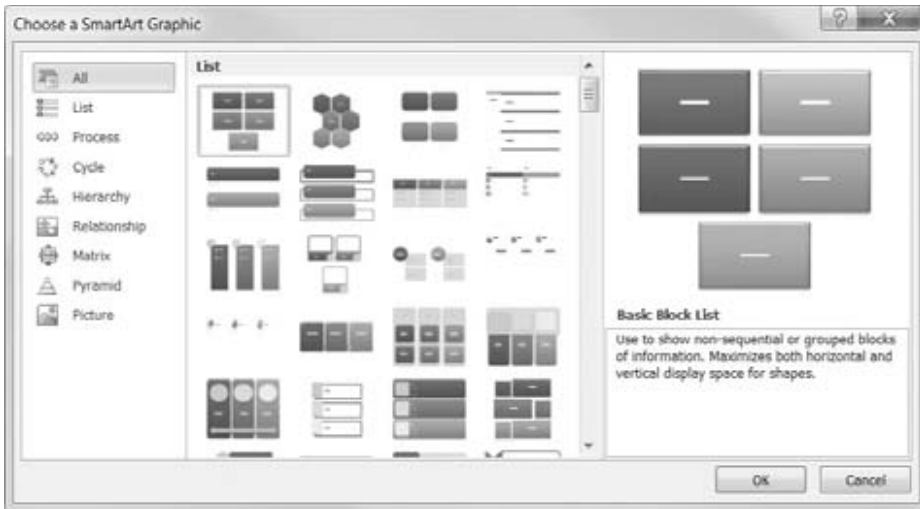 Choose a SmartArt Graphic
All
List
Process
Cycle
Hierarchy
Relationship
Matrix
Pyramid
Picture
List
Basic Block List
Use to show non-sequential or grouped blocks
of information. Maximizes both horizontal and
vertical display space for shapes.
OK
Cancel